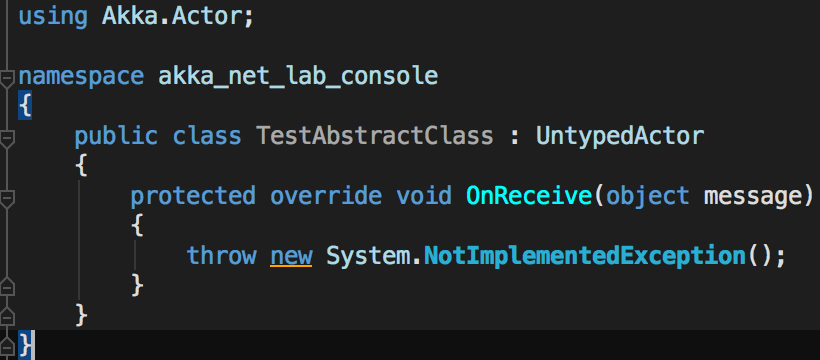 using Akka.Actor;
namespace akka_net_lab_console
{
    public class TestAbstractClass : UntypedActor
    {
        protected override void OnReceive(object message)
        {
            throw new System.NotImplementedException();
        }
    }
}